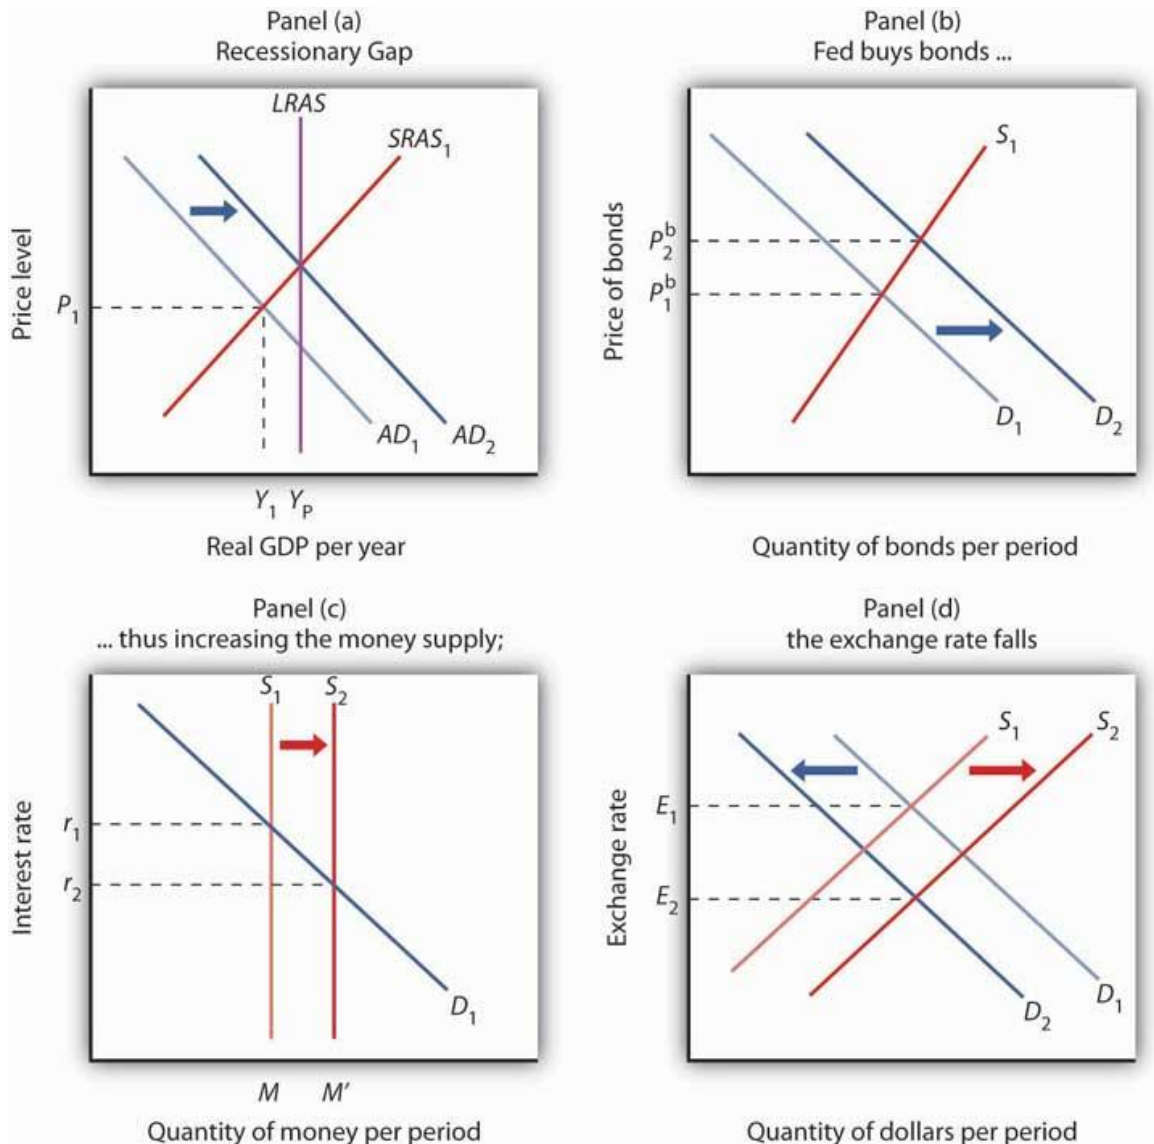 Panel (a)
Recessionary Gap
LRAS
SRAS₁
Price level
P₁
AD₁
AD₂
Y₁ Yₚ
Real GDP per year
Panel (b)
Fed buys bonds ...
S₁
Price of bonds
P₂ᵇ
P₁ᵇ
D₁
D₂
Quantity of bonds per period
Panel (c)
... thus increasing the money supply;
S₁
S₂
Interest rate
r₁
r₂
D₁
M
M'
Quantity of money per period
Panel (d)
the exchange rate falls
S₁
S₂
Exchange rate
E₁
E₂
D₁
D₂
Quantity of dollars per period